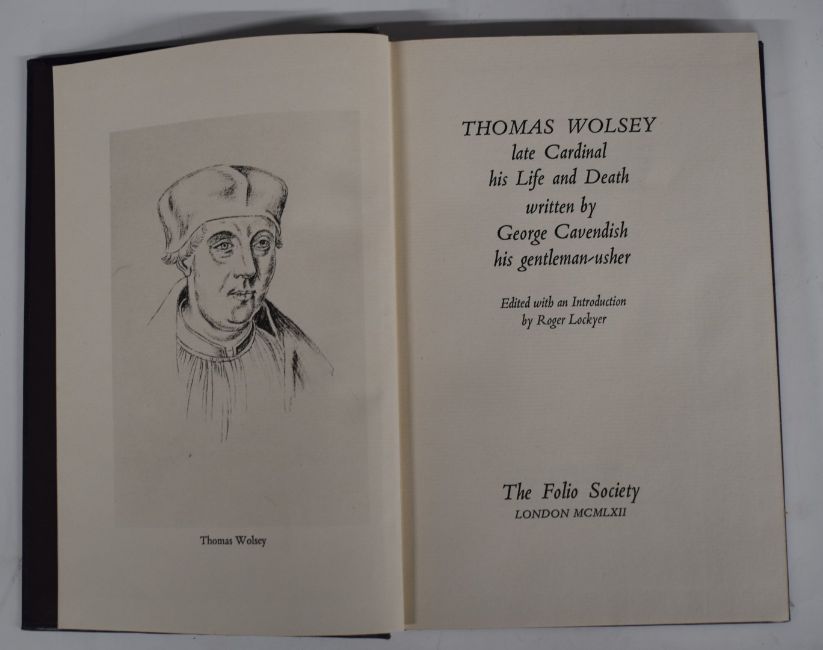 Thomas Wolsey
THOMAS WOLSEY
late Cardinal
his Life and Death
written by
George Cavendish
his gentleman-usher
Edited with an Introduction
by Roger Lockyer
The Folio Society
LONDON MCMLXII